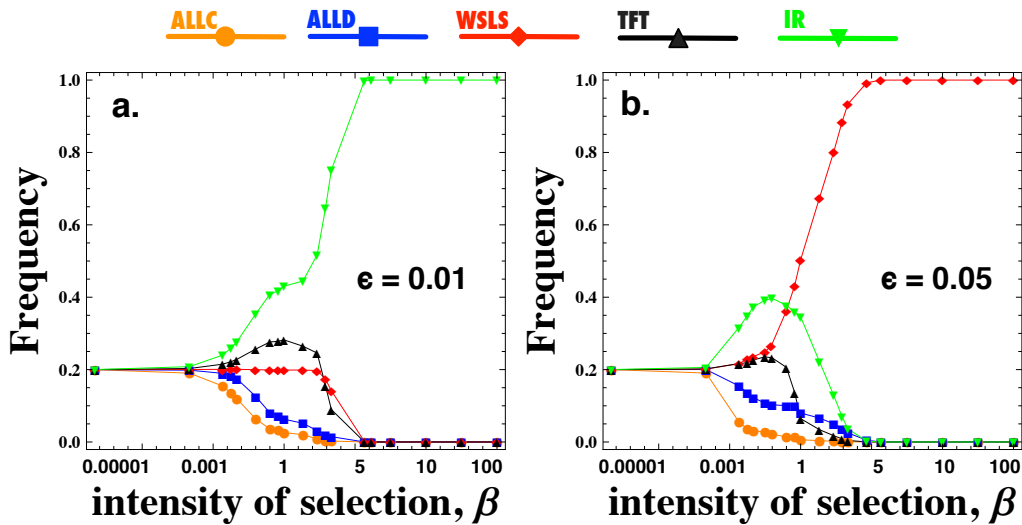 ALLC ALLD WSLS TFT IR
a.
1.0
0.8
0.6
0.4
0.2
0.0
Frequency
ϵ = 0.01
0.00001 0.001 1 5 10 100
intensity of selection, β
b.
1.0
0.8
0.6
0.4
0.2
0.0
Frequency
ϵ = 0.05
0.00001 0.001 1 5 10 100
intensity of selection, β